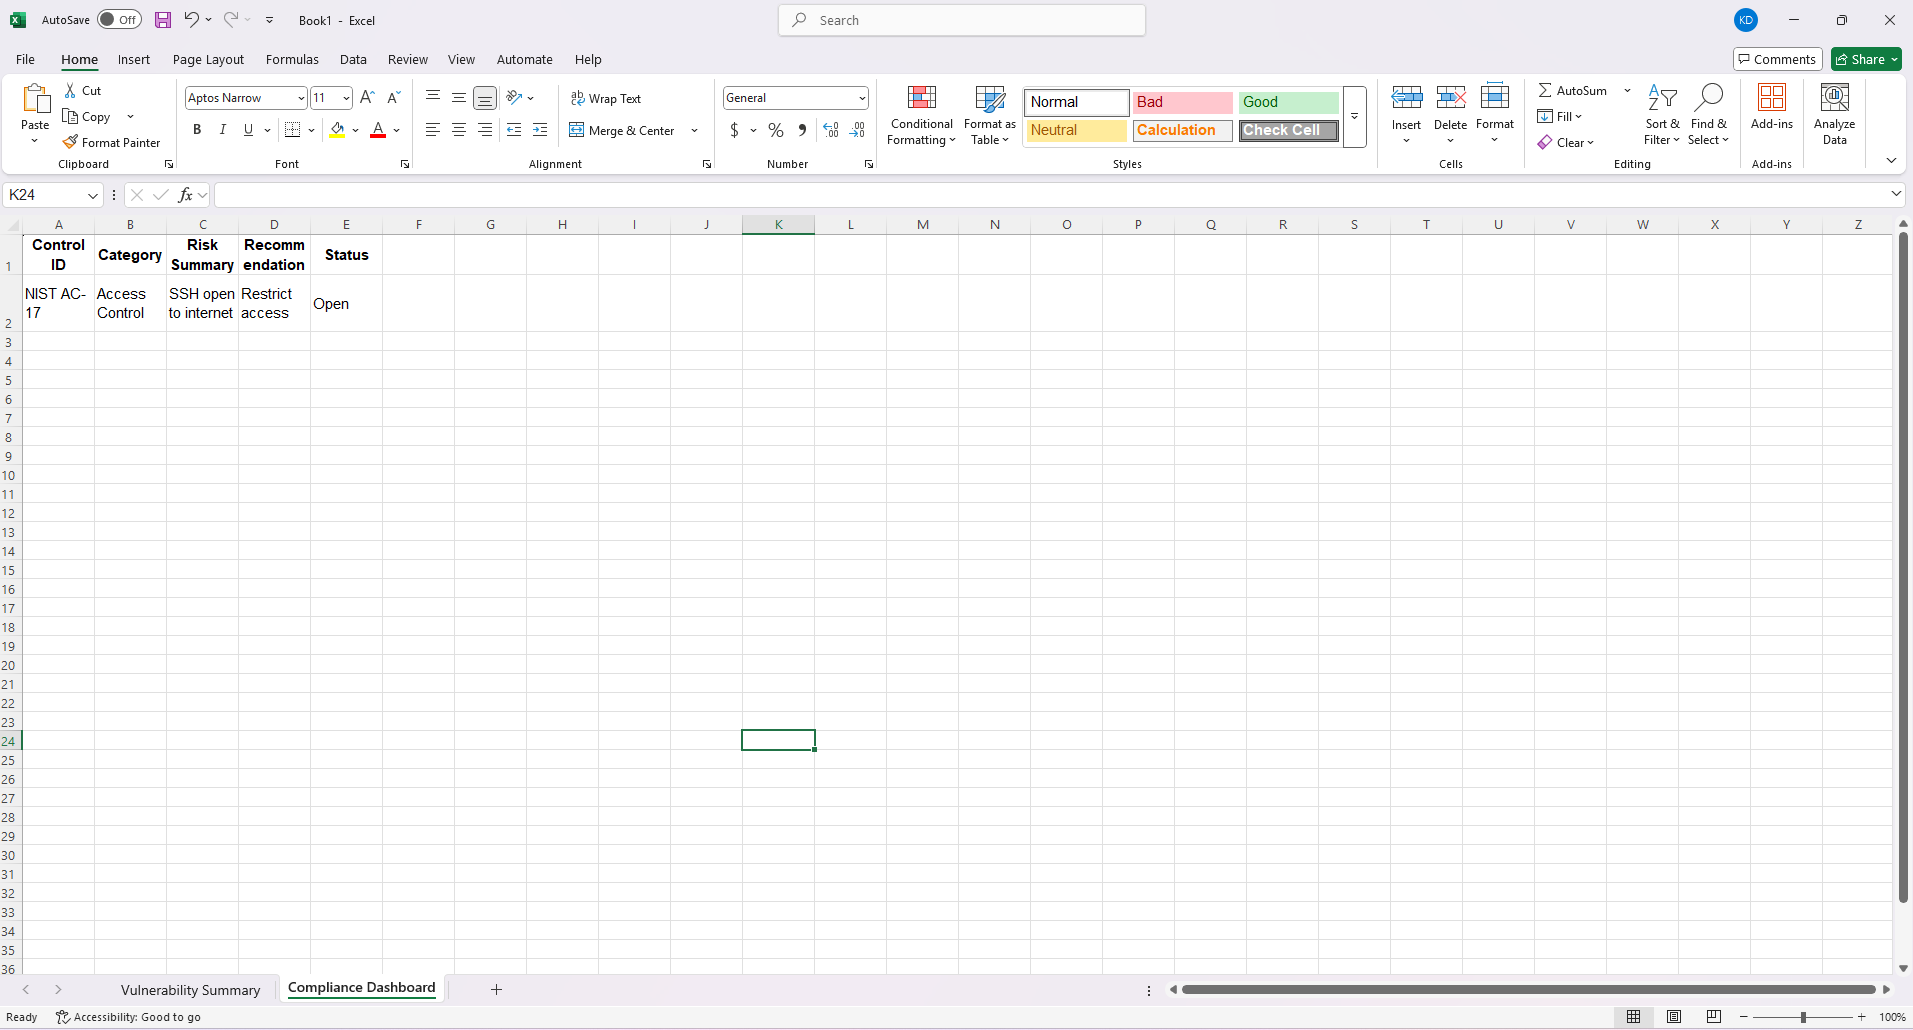 AutoSave Off Book1 - Excel Search KD
File Home Insert Page Layout Formulas Data Review View Automate Help Comments Share
Paste Cut Copy Format Painter Clipboard
Aptos Narrow 11 A A B I U A Font
ab Wrap Text Merge & Center Alignment
General $ % 9 Number
Conditional Formatting Format as Table
Normal Bad Good
Neutral Calculation Check Cell
Styles
Insert Delete Format Cells
AutoSum Fill Clear Sort & Filter Find & Select Editing
Add-ins Add-ins
Analyze Data
K24 fx
A B C D E F G H I J K L M N O P Q R S T U V W X Y Z
1 Control ID Category Risk Summary Recomm endation Status
2 NIST AC-17 Access Control SSH open to internet Restrict access Open
3
4
5
6
7
8
9
10
11
12
13
14
15
16
17
18
19
20
21
22
23
24
25
26
27
28
29
30
31
32
33
34
35
36
Vulnerability Summary Compliance Dashboard +
Ready Accessibility: Good to go 100%